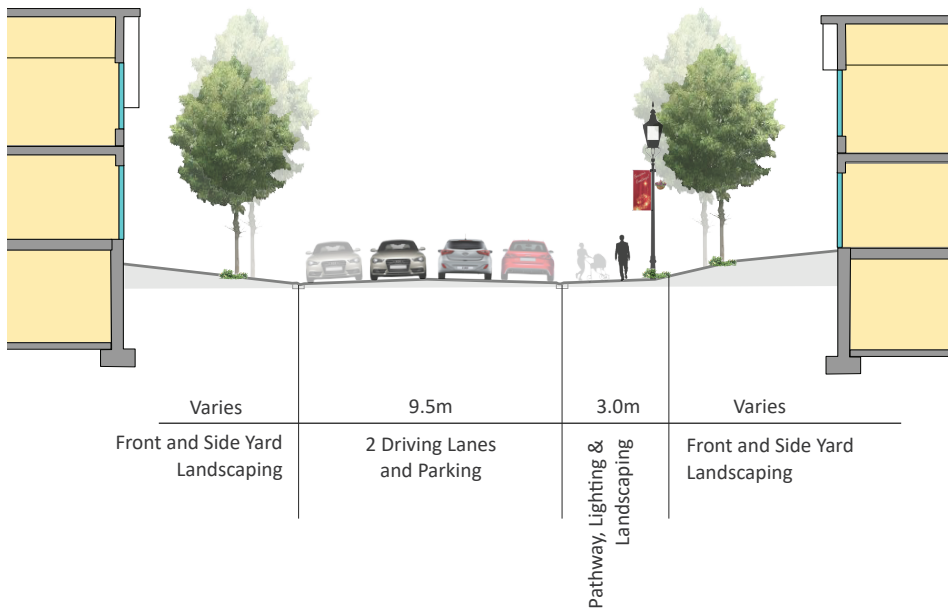 Varies
9.5m
3.0m
Varies
Front and Side Yard
Landscaping
2 Driving Lanes
and Parking
Pathway, Lighting &
Landscaping
Front and Side Yard
Landscaping